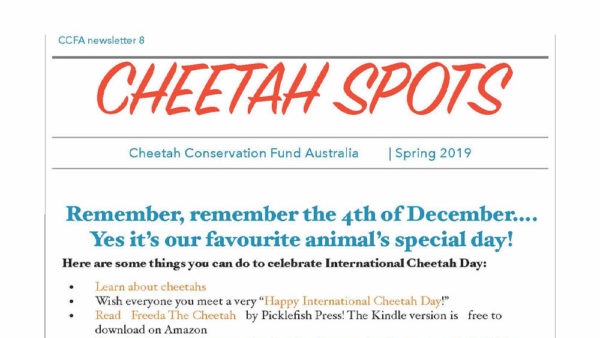 CCFA newsletter 8
CHEETAH SPOTS
Cheetah Conservation Fund Australia | Spring 2019
Remember, remember the 4th of December....
Yes it's our favourite animal's special day!
Here are some things you can do to celebrate International Cheetah Day:
• Learn about cheetahs
• Wish everyone you meet a very “Happy International Cheetah Day!”
• Read Freeda The Cheetah by Picklefish Press! The Kindle version is free to
download on Amazon